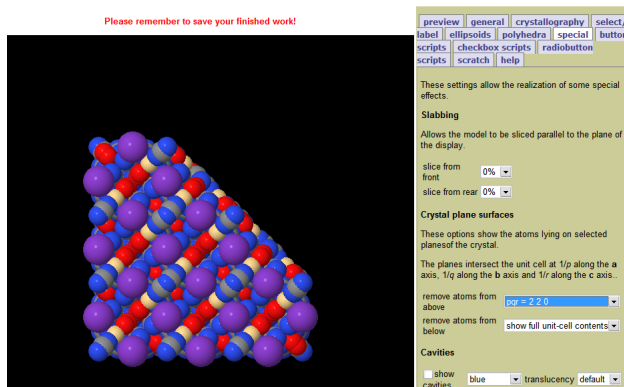 Please remember to save your finished work!
preview general crystallography select/
label ellipsoids polyhedra special button
scripts checkbox scripts radiobutton
scripts scratch help
These settings allow the realization of some special
effects.
Slabbing
Allows the model to be sliced parallel to the plane of
the display.
slice from
front 0%
slice from rear 0%
Crystal plane surfaces
These options show the atoms lying on selected
planesof the crystal.
The planes intersect the unit cell at 1/p along the a
axis, 1/q along the b axis and 1/r along the c axis..
remove atoms from
above pqr = 2 2 0
remove atoms from
below show full unit-cell contents
Cavities
show
cavities blue translucency default